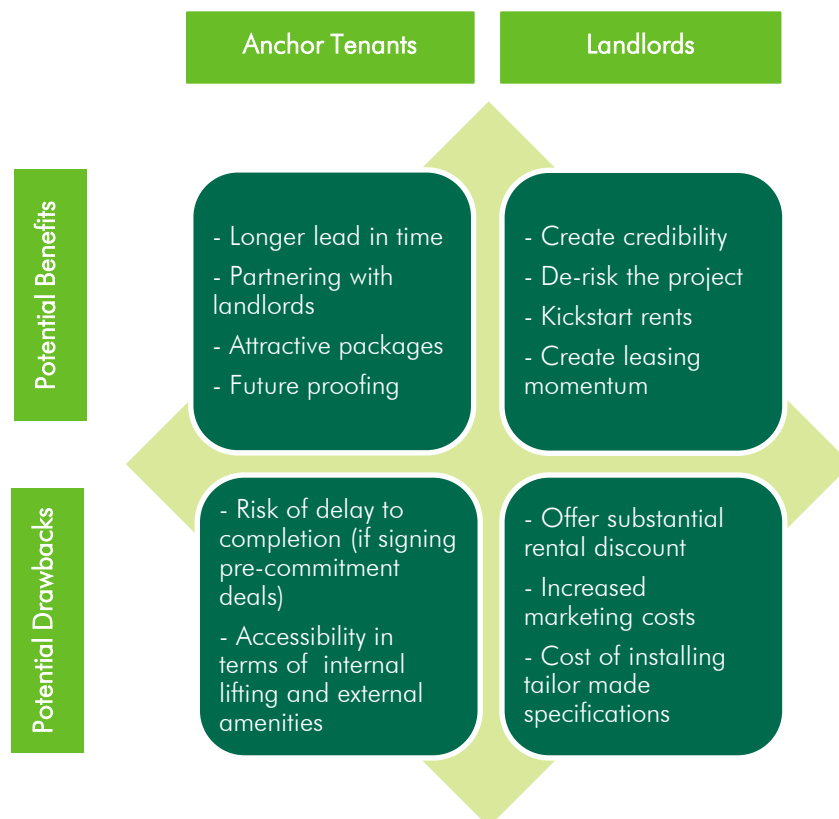 Anchor Tenants
Landlords
Potential Benefits
- Longer lead in time
- Partnering with
landlords
- Attractive packages
- Future proofing
- Create credibility
- De-risk the project
- Kickstart rents
- Create leasing
momentum
Potential Drawbacks
- Risk of delay to
completion (if signing
pre-commitment
deals)
- Accessibility in
terms of internal
lifting and external
amenities
- Offer substantial
rental discount
- Increased
marketing costs
- Cost of installing
tailor made
specifications